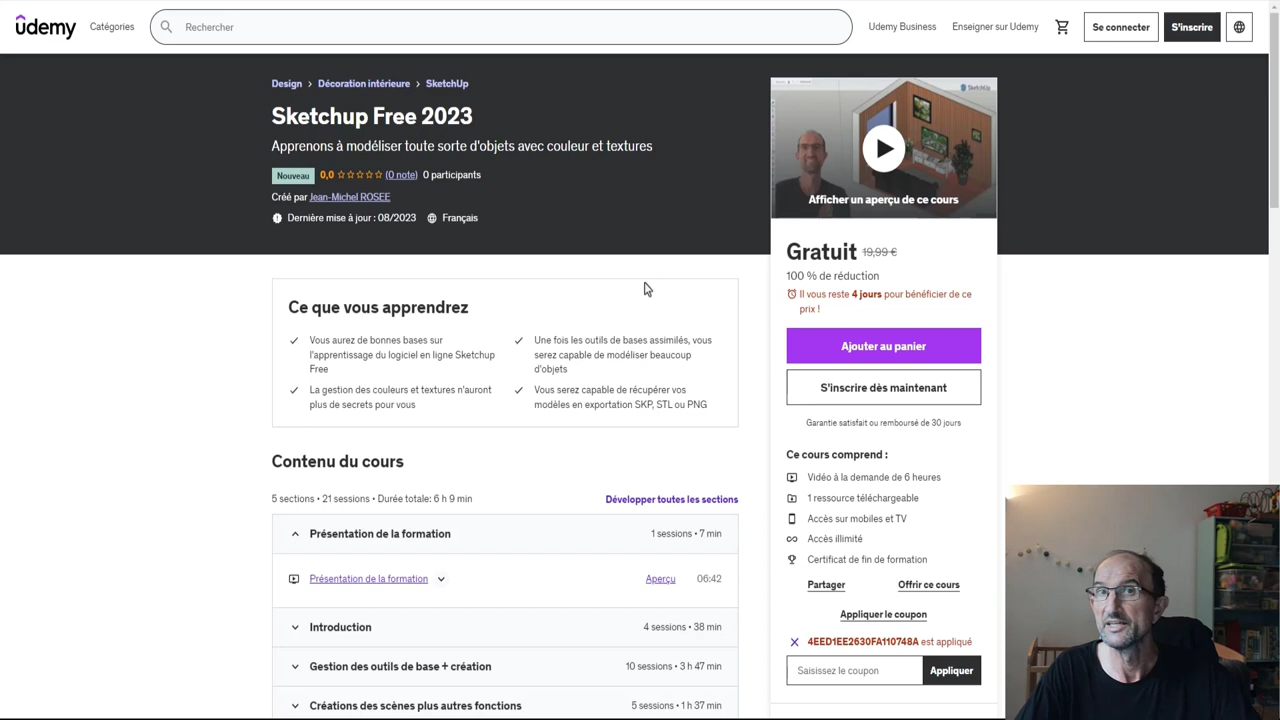 ûdemy
Catégories
Rechercher
Udemy Business
Enseigner sur Udemy
Se connecter
S'inscrire
Design > Décoration intérieure > SketchUp
Sketchup Free 2023
Apprenons à modéliser toute sorte d'objets avec couleur et textures
Nouveau 0,0 (0 note) 0 participants
Créé par Jean-Michel ROSEE
Dernière mise à jour : 08/2023 Français
SketchUp
Afficher un aperçu de ce cours
Gratuit 19,99 €
100 % de réduction
Il vous reste 4 jours pour bénéficier de ce
prix !
Ajouter au panier
S'inscrire dès maintenant
Garantie satisfait ou remboursé de 30 jours
Ce cours comprend :
Vidéo à la demande de 6 heures
1 ressource téléchargeable
Accès sur mobiles et TV
Accès illimité
Certificat de fin de formation
Partager
Offrir ce cours
Appliquer le coupon
4EED1EE2630FA110748A est appliqué
Saisissez le coupon
Appliquer
Ce que vous apprendrez
Vous aurez de bonnes bases sur
l'apprentissage du logiciel en ligne Sketchup
Free
Une fois les outils de bases assimilés, vous
serez capable de modéliser beaucoup
d'objets
La gestion des couleurs et textures n'auront
plus de secrets pour vous
Vous serez capable de récupérer vos
modèles en exportation SKP, STL ou PNG
Contenu du cours
5 sections • 21 sessions • Durée totale: 6 h 9 min
Développer toutes les sections
Présentation de la formation
1 sessions • 7 min
Présentation de la formation
Aperçu
06:42
Introduction
4 sessions • 38 min
Gestion des outils de base + création
10 sessions • 3 h 47 min
Créations des scènes plus autres fonctions
5 sessions • 1 h 37 min